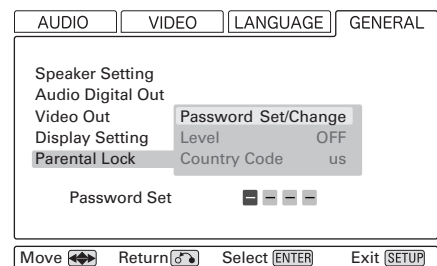 AUDIO VIDEO LANGUAGE GENERAL
Speaker Setting
Audio Digital Out
Video Out Password Set/Change
Display Setting Level OFF
Parental Lock Country Code us
Password Set – – – –
Move Return Select ENTER Exit SETUP